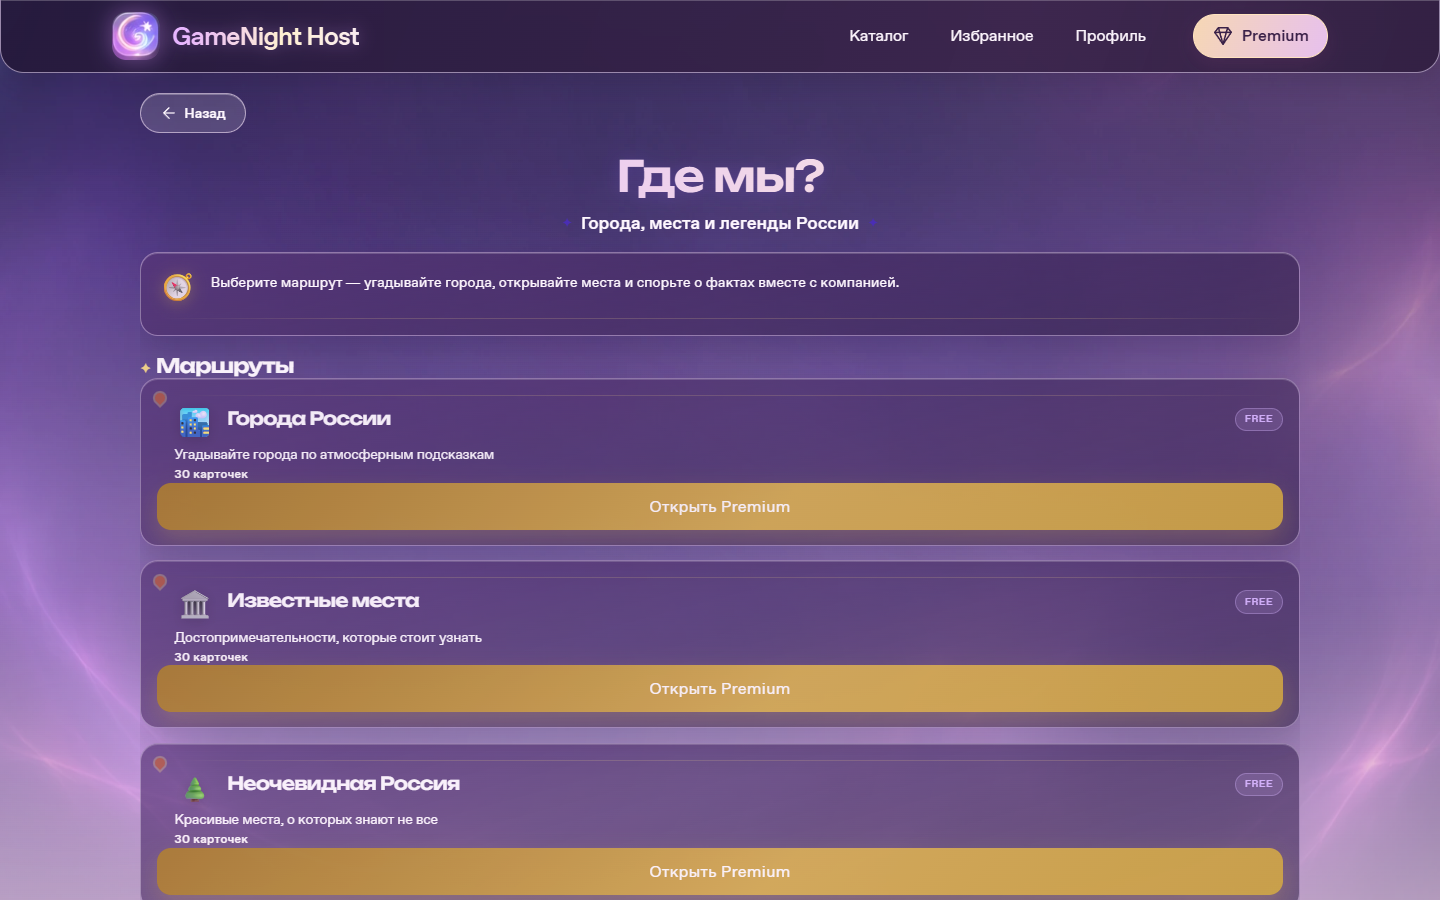 GameNight Host
Каталог
Избранное
Профиль
Premium
Назад
Где мы?
Города, места и легенды России
Выберите маршрут — угадывайте города, открывайте места и спорьте о фактах вместе с компанией.
Маршруты
Города России
FREE
Угадывайте города по атмосферным подсказкам
30 карточек
Открыть Premium
Известные места
FREE
Достопримечательности, которые стоит узнать
30 карточек
Открыть Premium
Неочевидная Россия
FREE
Красивые места, о которых знают не все
30 карточек
Открыть Premium